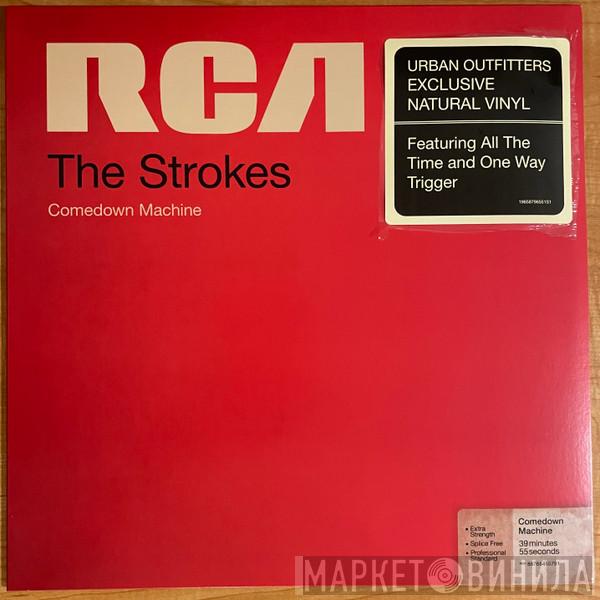 RCA
The Strokes
Comedown Machine
URBAN OUTFITTERS
EXCLUSIVE
NATURAL VINYL
Featuring All The
Time and One Way
Trigger
• Extra
Strength
• Splice Free
• Professional
Standard
Comedown
Machine
39 minutes
55 seconds
МАРКЕТ ВИНИЛА